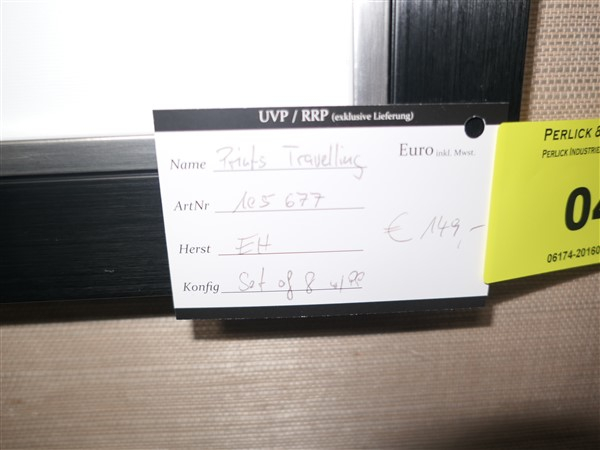 UVP / RRP (exklusive Lieferung)
Name Prints Travelling
Euro inkl. Mwst.
ArtNr 105 677
Herst EH
€ 149,-
Konfig Set of 8
PERLICK &
PERLICK INDUSTRIE
04
06174-20160